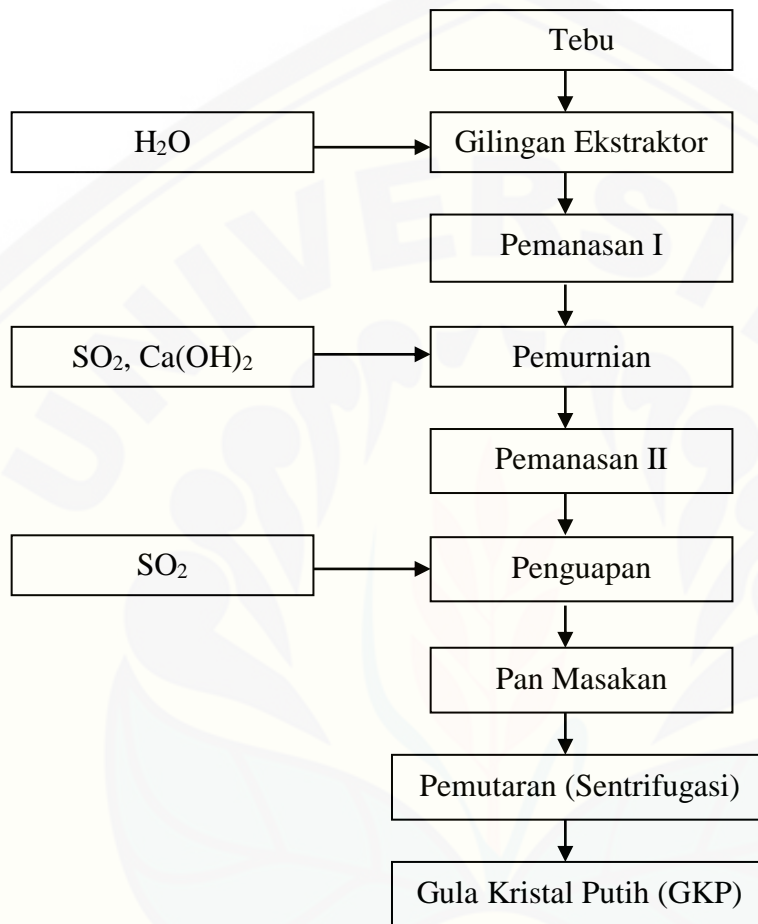 Tebu
H₂O
Gilingan Ekstraktor
Pemanasan I
SO₂, Ca(OH)₂
Pemurnian
Pemanasan II
SO₂
Penguapan
Pan Masakan
Pemutaran (Sentrifugasi)
Gula Kristal Putih (GKP)
UNIVERSI